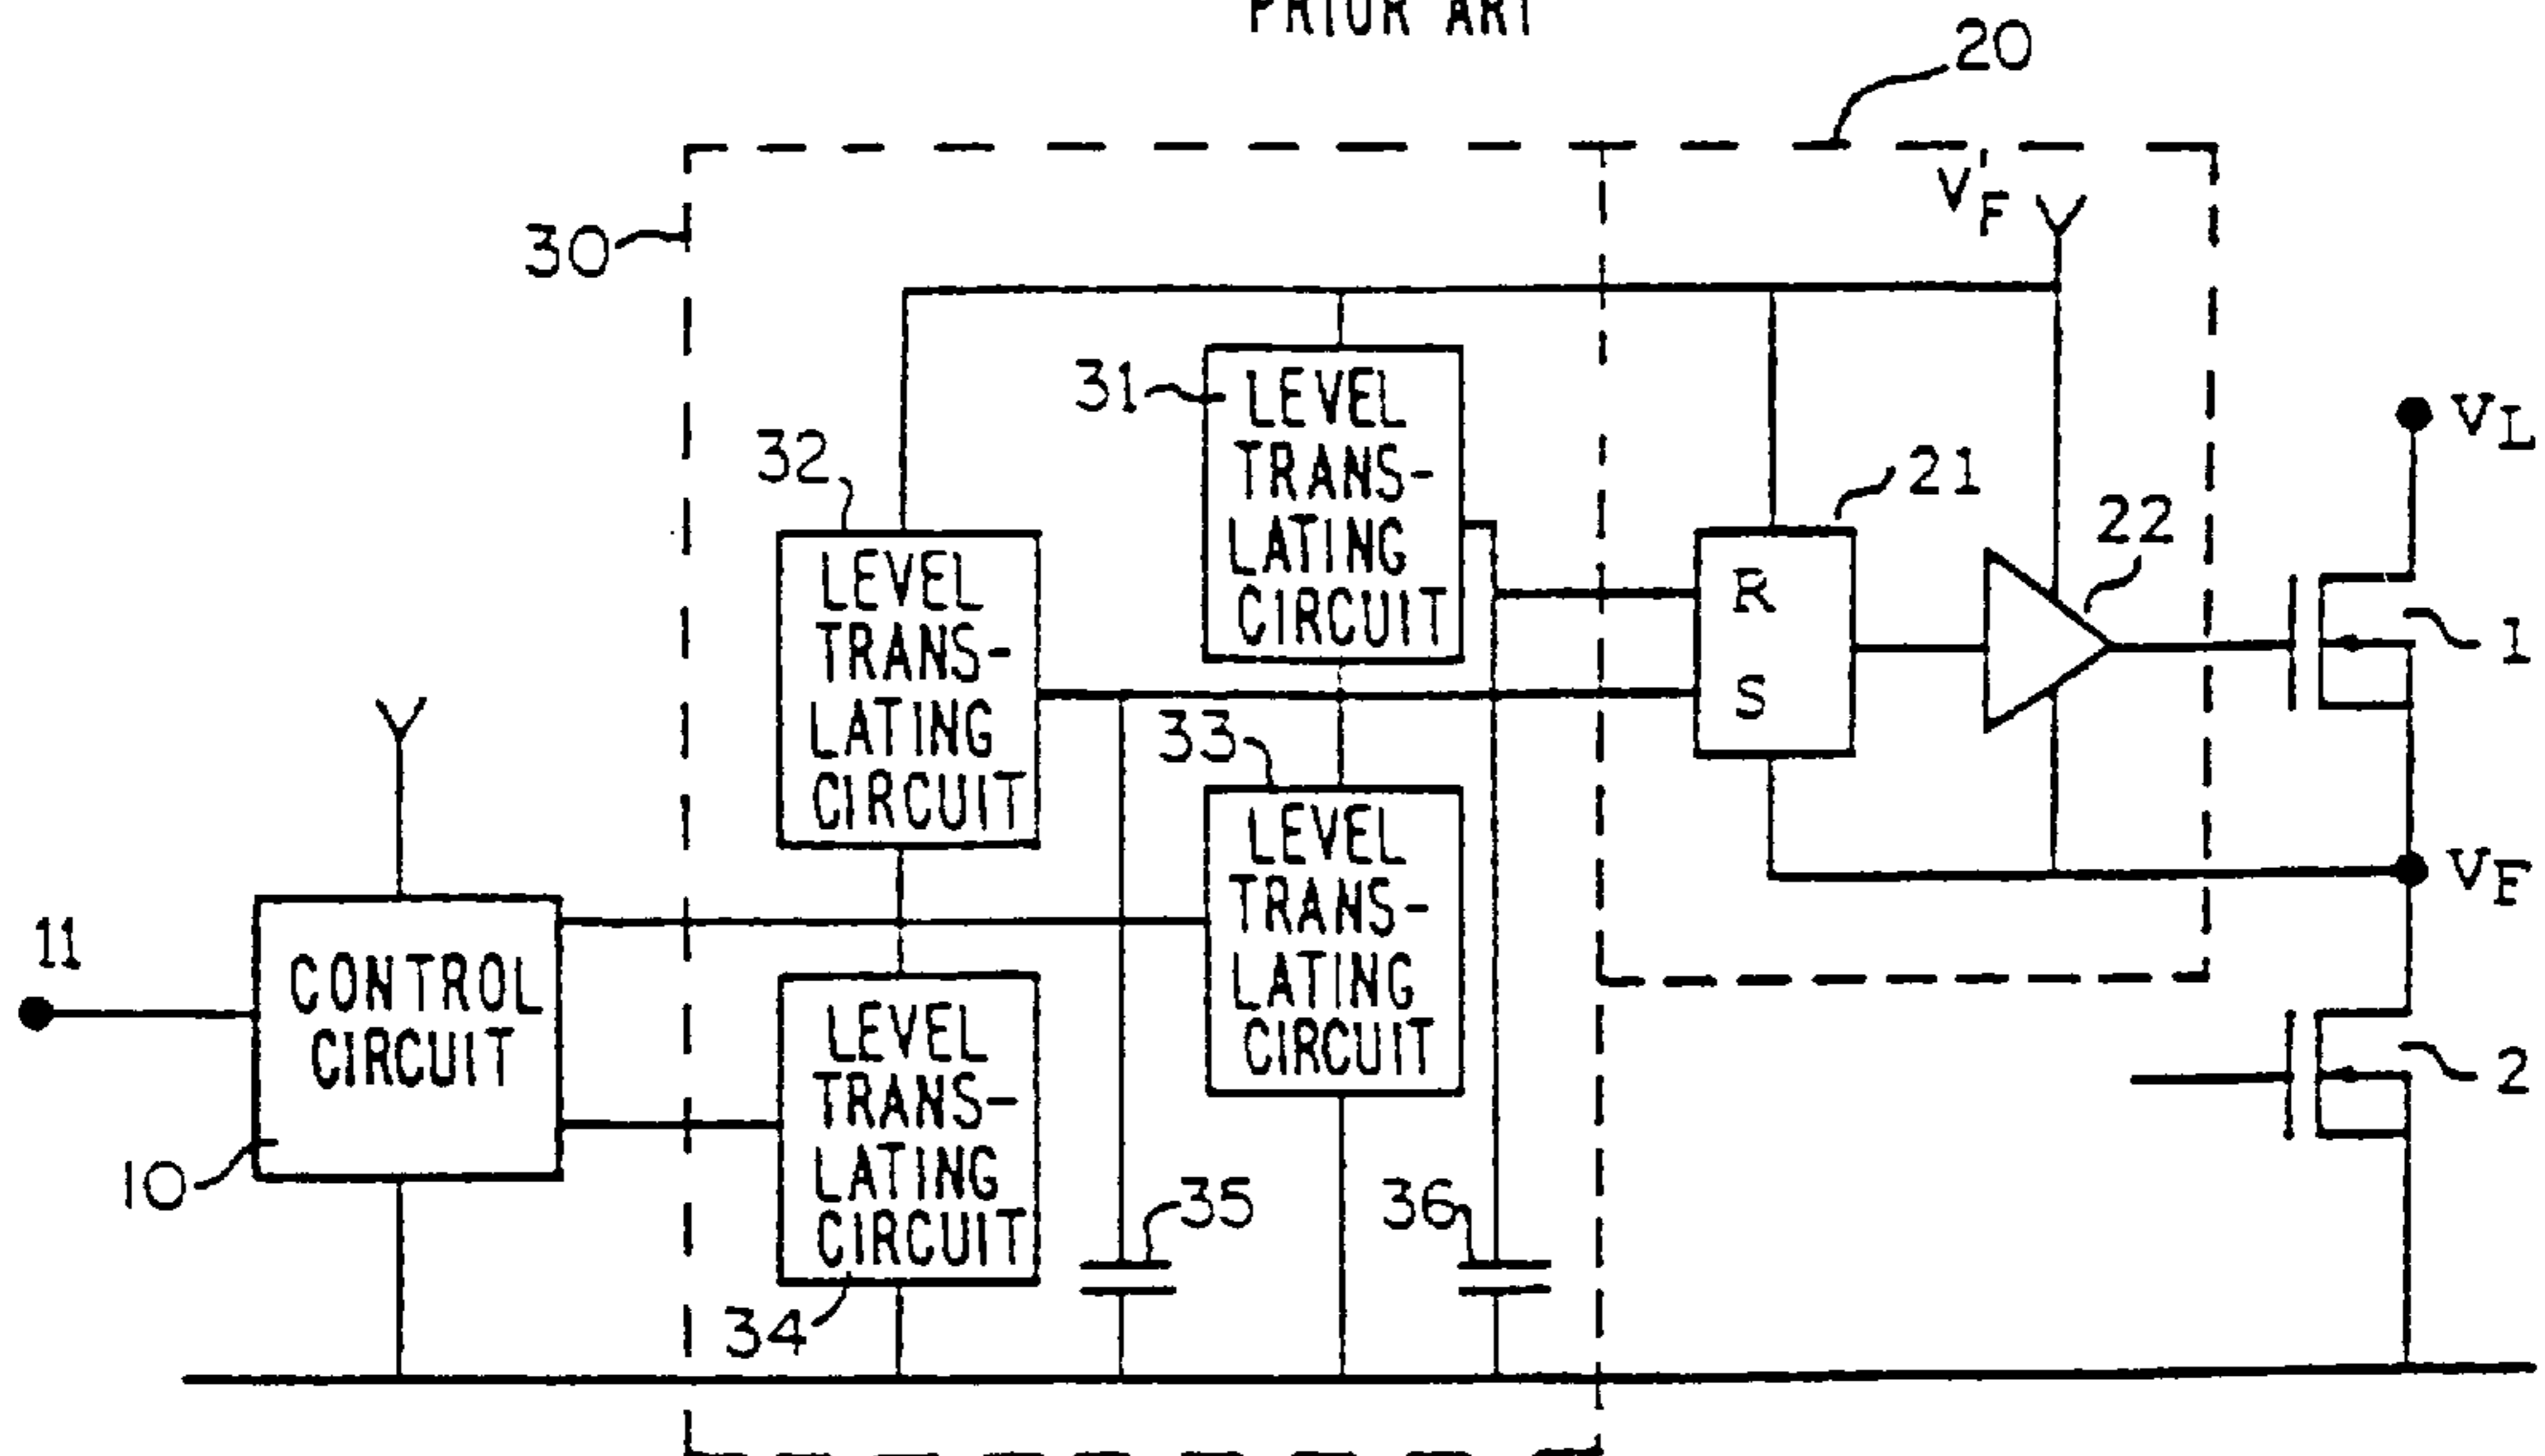 PRIOR ART
20
V'F
30
31
LEVEL
TRANS-
LATING
CIRCUIT
VL
32
LEVEL
TRANS-
LATING
CIRCUIT
21
22
R
S
1
33
LEVEL
TRANS-
LATING
CIRCUIT
VF
11
CONTROL
CIRCUIT
10
LEVEL
TRANS-
LATING
CIRCUIT
34
35
36
2